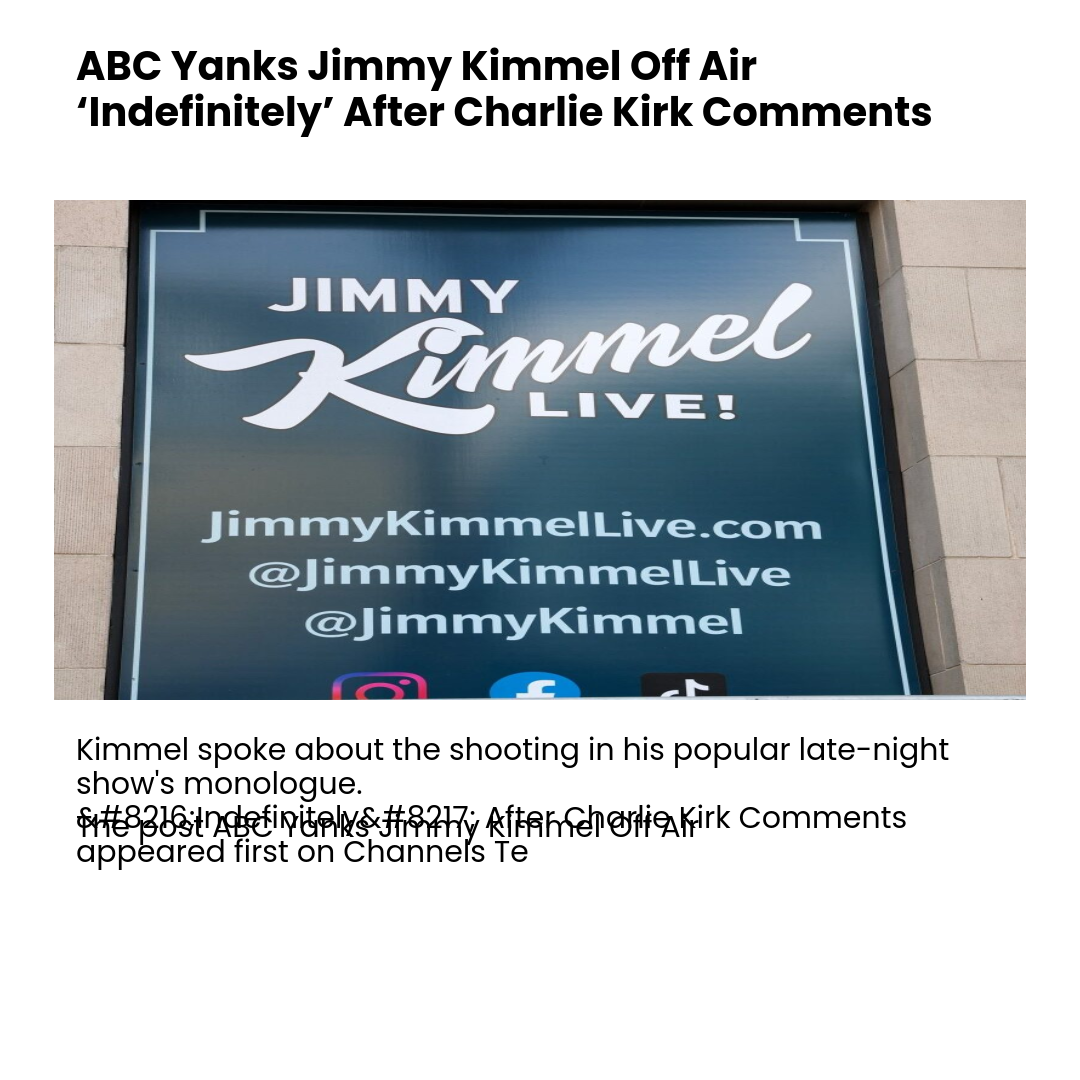 ABC Yanks Jimmy Kimmel Off Air
‘Indefinitely’ After Charlie Kirk Comments
JIMMY
Kimmel
LIVE!
JimmyKimmelLive.com
@JimmyKimmelLive
@JimmyKimmel
Kimmel spoke about the shooting in his popular late-night
show's monologue.
The post ABC Yanks Jimmy Kimmel Off Air
&#8216;Indefinitely&#8217; After Charlie Kirk Comments
appeared first on Channels Te